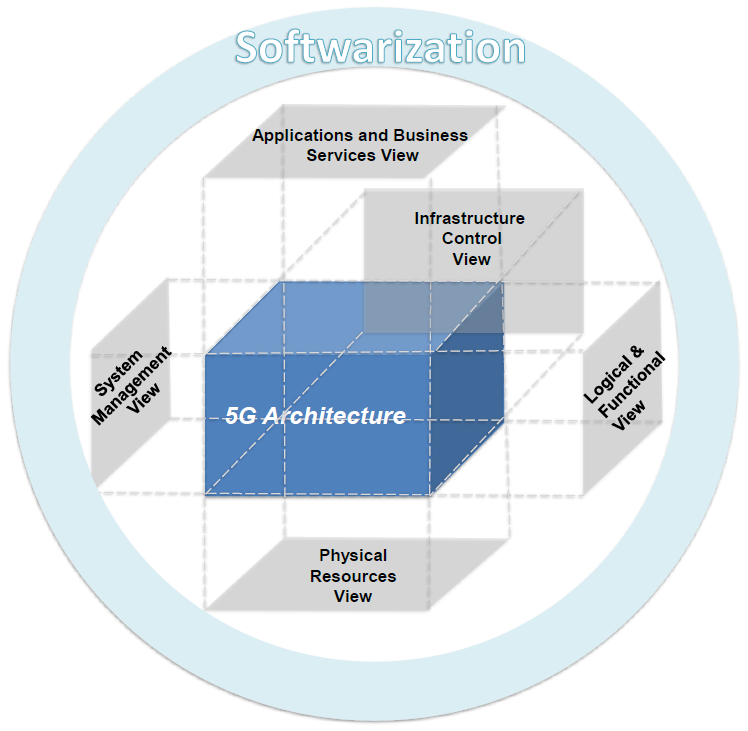 Softwarization
Applications and Business
Services View
Infrastructure
Control
View
System
Management
View
5G Architecture
Logical &
Functional
View
Physical
Resources
View